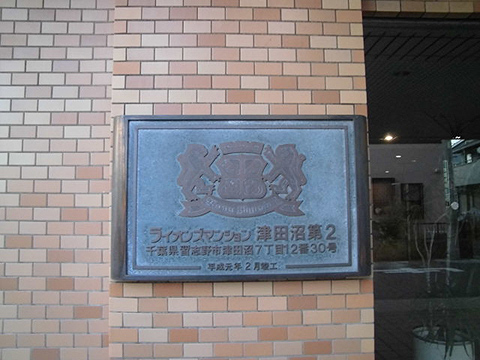 ライオンズマンション 津田沼第2
千葉県習志野市津田沼7丁目12番30号
平成元年2月竣工